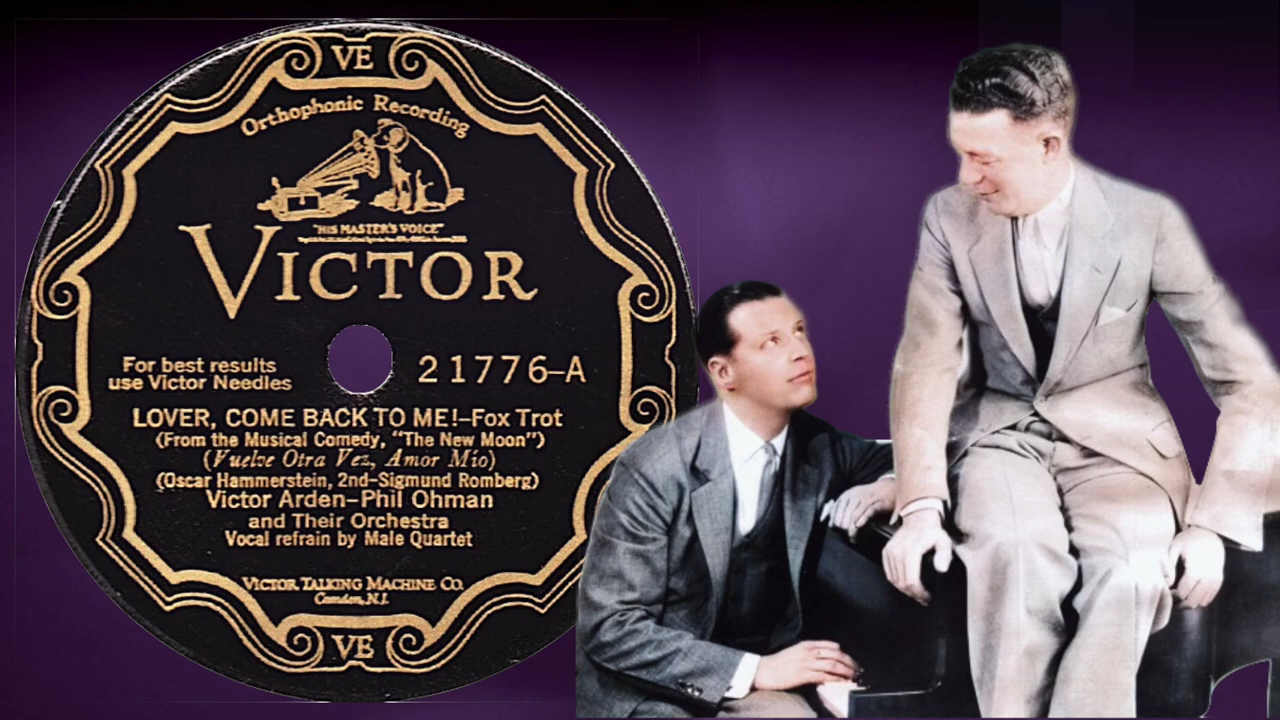 VE
Orthophonic Recording
"HIS MASTER'S VOICE"
VICTOR
For best results
use Victor Needles
21776-A
LOVER, COME BACK TO ME!-Fox Trot
(From the Musical Comedy, "The New Moon")
(Vuelve Otra Vez, Amor Mío)
(Oscar Hammerstein, 2nd-Sigmund Romberg)
Victor Arden-Phil Ohman
and Their Orchestra
Vocal refrain by Male Quartet
VICTOR TALKING MACHINE CO.
Camden, N.J.
VE